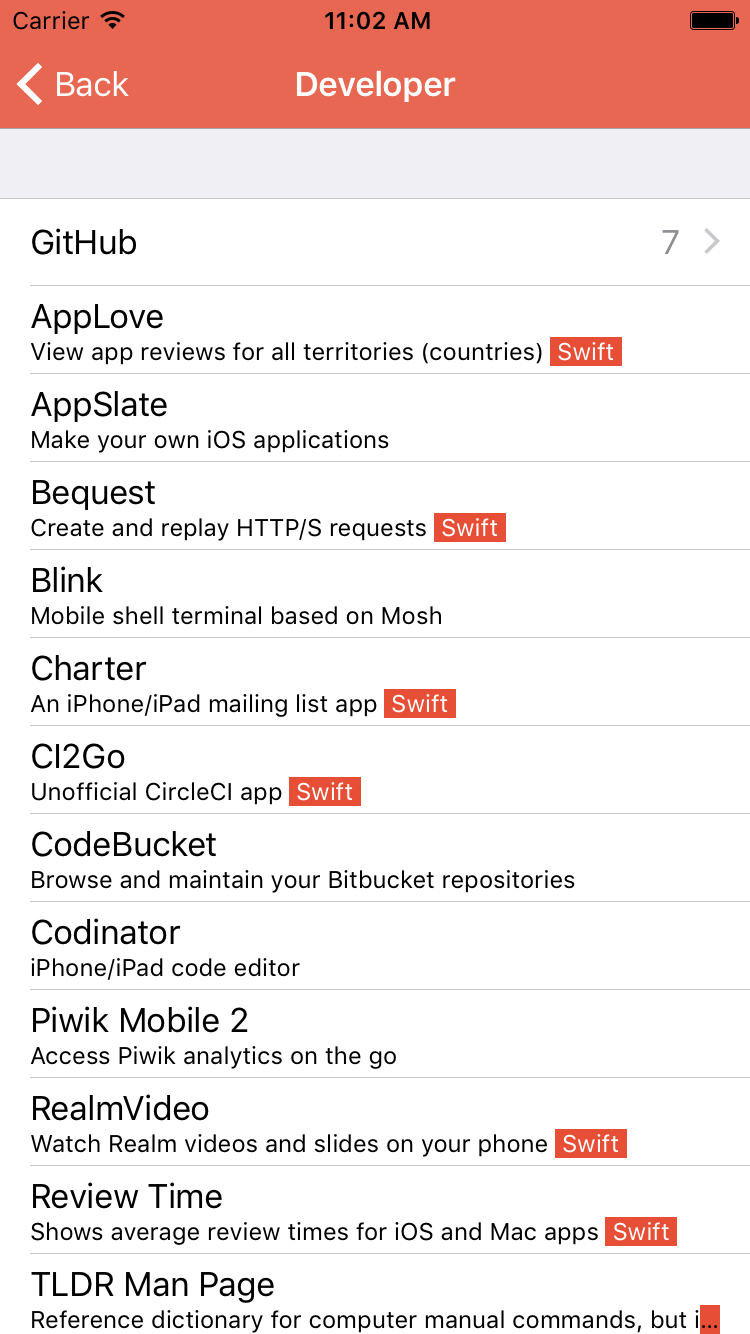 Carrier 11:02 AM
Back Developer
GitHub 7
AppLove
View app reviews for all territories (countries) Swift
AppSlate
Make your own iOS applications
Bequest
Create and replay HTTP/S requests Swift
Blink
Mobile shell terminal based on Mosh
Charter
An iPhone/iPad mailing list app Swift
CI2Go
Unofficial CircleCI app Swift
CodeBucket
Browse and maintain your Bitbucket repositories
Codinator
iPhone/iPad code editor
Piwik Mobile 2
Access Piwik analytics on the go
RealmVideo
Watch Realm videos and slides on your phone Swift
Review Time
Shows average review times for iOS and Mac apps Swift
TLDR Man Page
Reference dictionary for computer manual commands, but i...